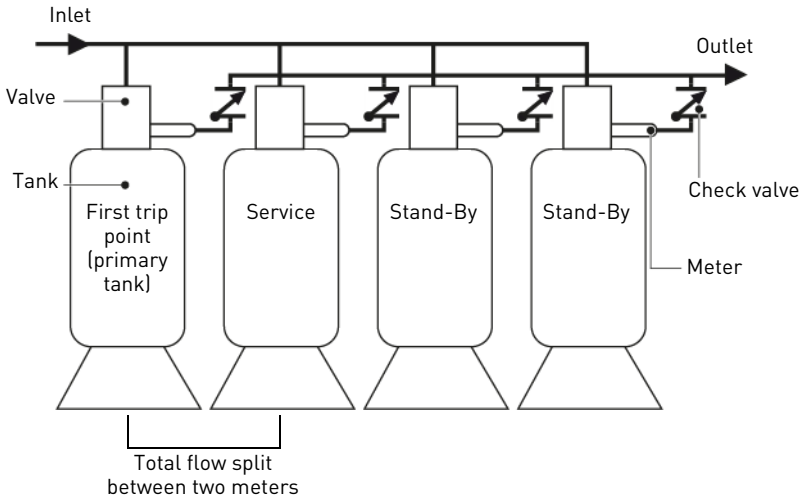 Inlet
Outlet
Valve
Tank
First trip
point
(primary
tank)
Service
Stand-By
Stand-By
Check valve
Meter
Total flow split
between two meters